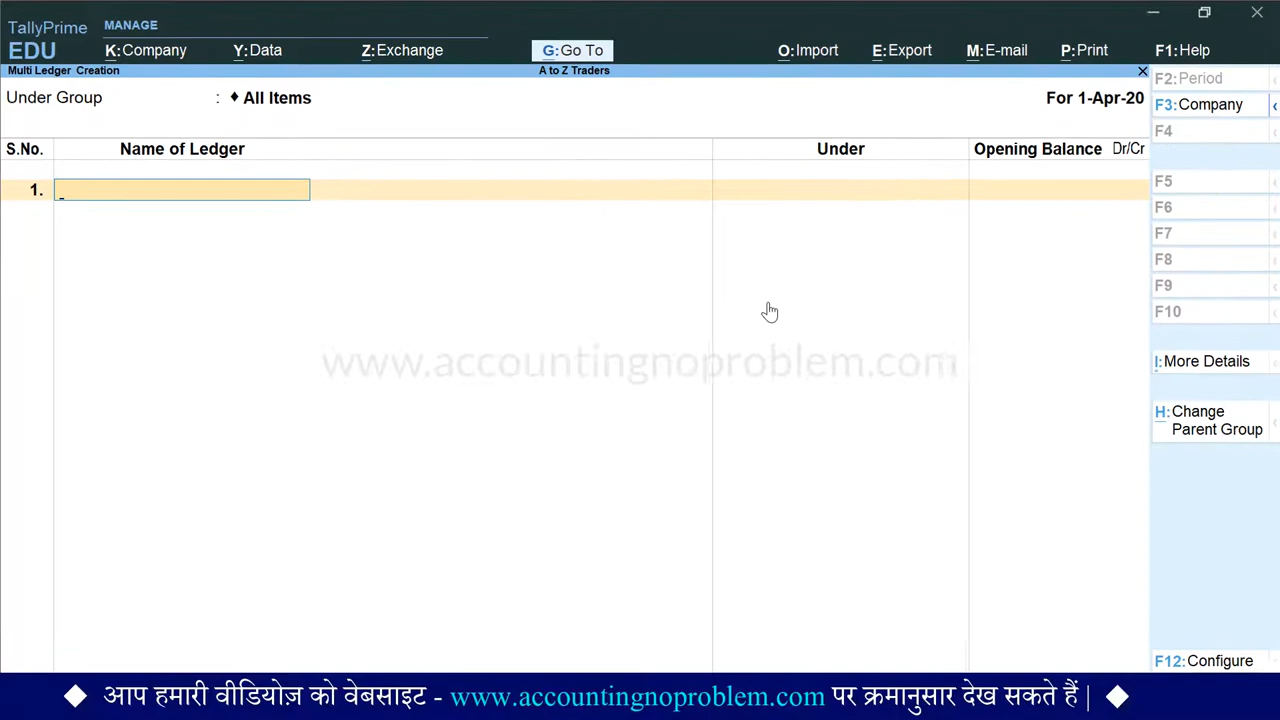 TallyPrime MANAGE
EDU K:Company Y:Data Z:Exchange G:Go To O:Import E:Export M:E-mail P:Print F1:Help
Multi Ledger Creation A to Z Traders
Under Group : ♦ All Items For 1-Apr-20
S.No. Name of Ledger Under Opening Balance Dr/Cr
1.
F2:Period
F3:Company
F4
F5
F6
F7
F8
F9
F10
I:More Details
H:Change
Parent Group
F12:Configure
www.accountingnoproblem.com
◆ आप हमारी वीडियोज़ को वेबसाइट - www.accountingnoproblem.com पर क्रमानुसार देख सकते हैं | ◆